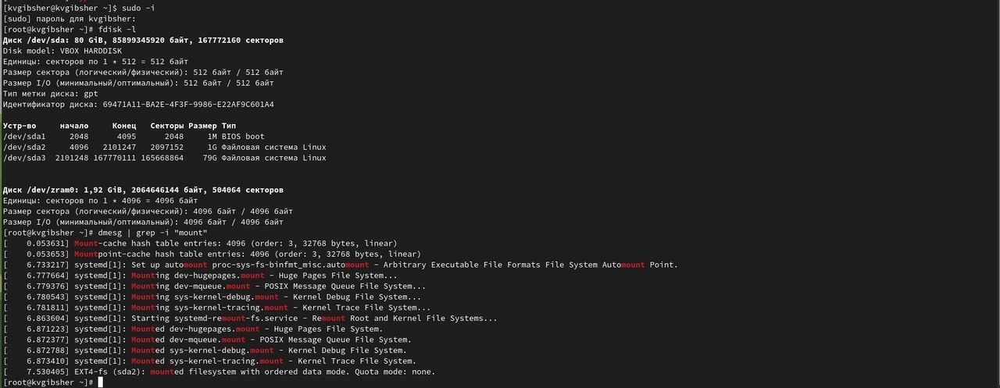 [kvgibsher@kvgibsher ~]$ sudo -i
[sudo] пароль для kvgibsher:
[root@kvgibsher ~]# fdisk -l
Диск /dev/sda: 80 GiB, 85899345920 байт, 167772160 секторов
Disk model: VBOX HARDDISK
Единицы: секторов по 1 * 512 = 512 байт
Размер сектора (логический/физический): 512 байт / 512 байт
Размер I/O (минимальный/оптимальный): 512 байт / 512 байт
Тип метки диска: gpt
Идентификатор диска: 69471A11-BA2E-4F3F-9986-E22AF9C601A4
Устр-во начало Конец Секторы Размер Тип
/dev/sda1 2048 4095 2048 1M BIOS boot
/dev/sda2 4096 2101247 2097152 1G Файловая система Linux
/dev/sda3 2101248 167770111 165668864 79G Файловая система Linux
Диск /dev/zram0: 1,92 GiB, 2064646144 байт, 504064 секторов
Единицы: секторов по 1 * 4096 = 4096 байт
Размер сектора (логический/физический): 4096 байт / 4096 байт
Размер I/O (минимальный/оптимальный): 4096 байт / 4096 байт
[root@kvgibsher ~]# dmesg | grep -i "mount"
[    0.053631] Mount-cache hash table entries: 4096 (order: 3, 32768 bytes, linear)
[    0.053653] Mountpoint-cache hash table entries: 4096 (order: 3, 32768 bytes, linear)
[    6.733217] systemd[1]: Set up automount proc-sys-fs-binfmt_misc.automount - Arbitrary Executable File Formats File System Automount Point.
[    6.777664] systemd[1]: Mounting dev-hugepages.mount - Huge Pages File System...
[    6.779376] systemd[1]: Mounting dev-mqueue.mount - POSIX Message Queue File System...
[    6.780543] systemd[1]: Mounting sys-kernel-debug.mount - Kernel Debug File System...
[    6.781811] systemd[1]: Mounting sys-kernel-tracing.mount - Kernel Trace File System...
[    6.863604] systemd[1]: Starting systemd-remount-fs.service - Remount Root and Kernel File Systems...
[    6.871223] systemd[1]: Mounted dev-hugepages.mount - Huge Pages File System.
[    6.872377] systemd[1]: Mounted dev-mqueue.mount - POSIX Message Queue File System.
[    6.872788] systemd[1]: Mounted sys-kernel-debug.mount - Kernel Debug File System.
[    6.873410] systemd[1]: Mounted sys-kernel-tracing.mount - Kernel Trace File System.
[    7.530405] EXT4-fs (sda2): mounted filesystem with ordered data mode. Quota mode: none.
[root@kvgibsher ~]#